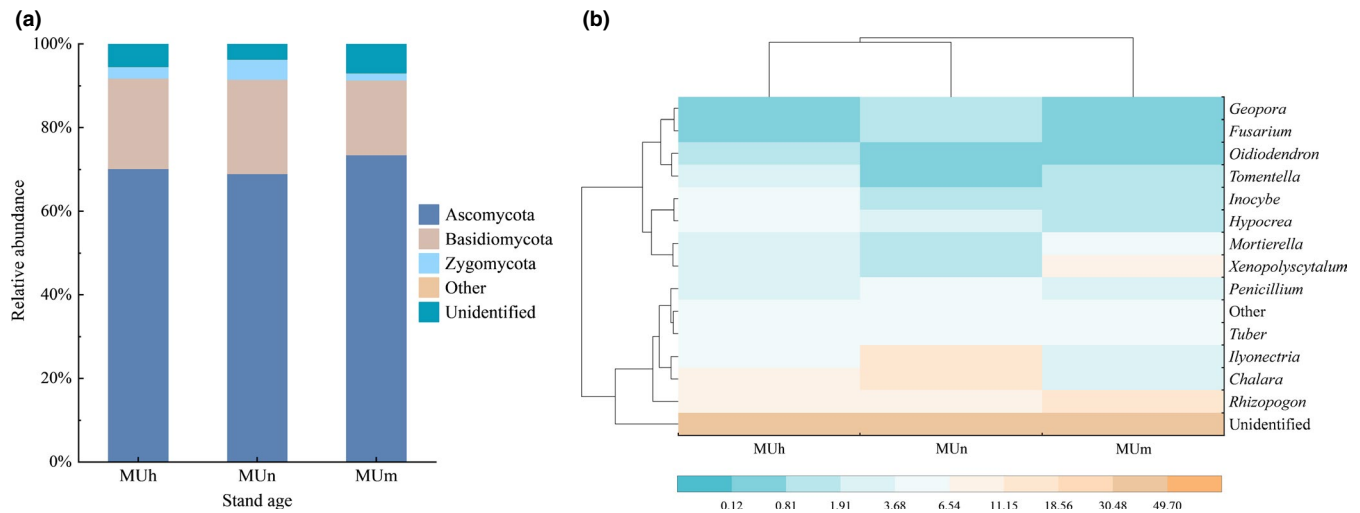 (a)
100%
80%
60%
40%
20%
0%
Relative abundance
MUh MUn MUm
Stand age
Ascomycota
Basidiomycota
Zygomycota
Other
Unidentified
(b)
Geopora
Fusarium
Oidiodendron
Tomentella
Inocybe
Hypocrea
Mortierella
Xenopolyscytalum
Penicillium
Other
Tuber
Ilyonectria
Chalara
Rhizopogon
Unidentified
MUh MUn MUm
0.12 0.81 1.91 3.68 6.54 11.15 18.56 30.48 49.70